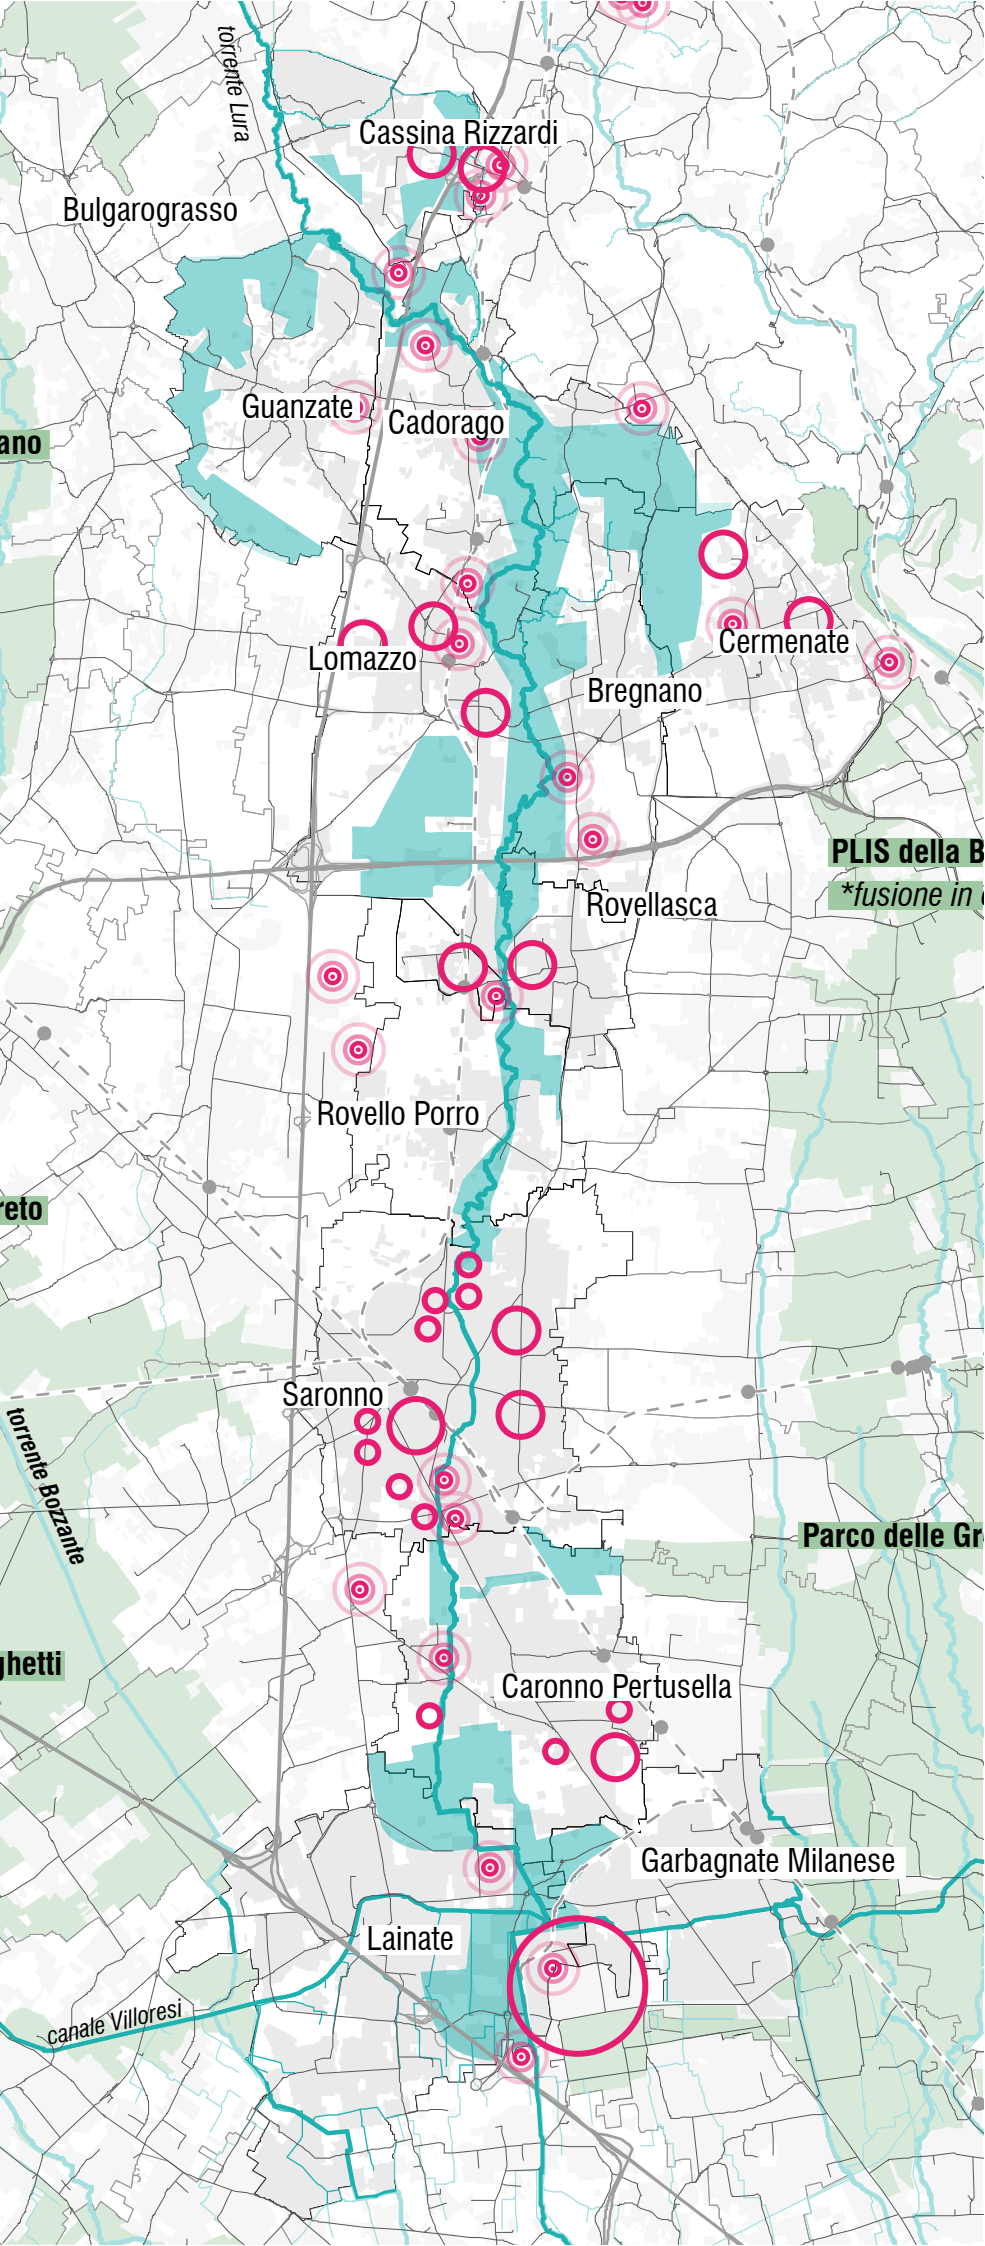 torrente Lura
Cassina Rizzardi
Bulgarograsso
Guanzate
Cadorago
ano
Cermenate
Lomazzo
Bregnano
PLIS della B
*fusione in
Rovellasca
Rovello Porro
reto
Saronno
torrente Bozzante
Parco delle Gr
ghetti
Caronno Pertusella
Garbagnate Milanese
Lainate
canale Villoresi